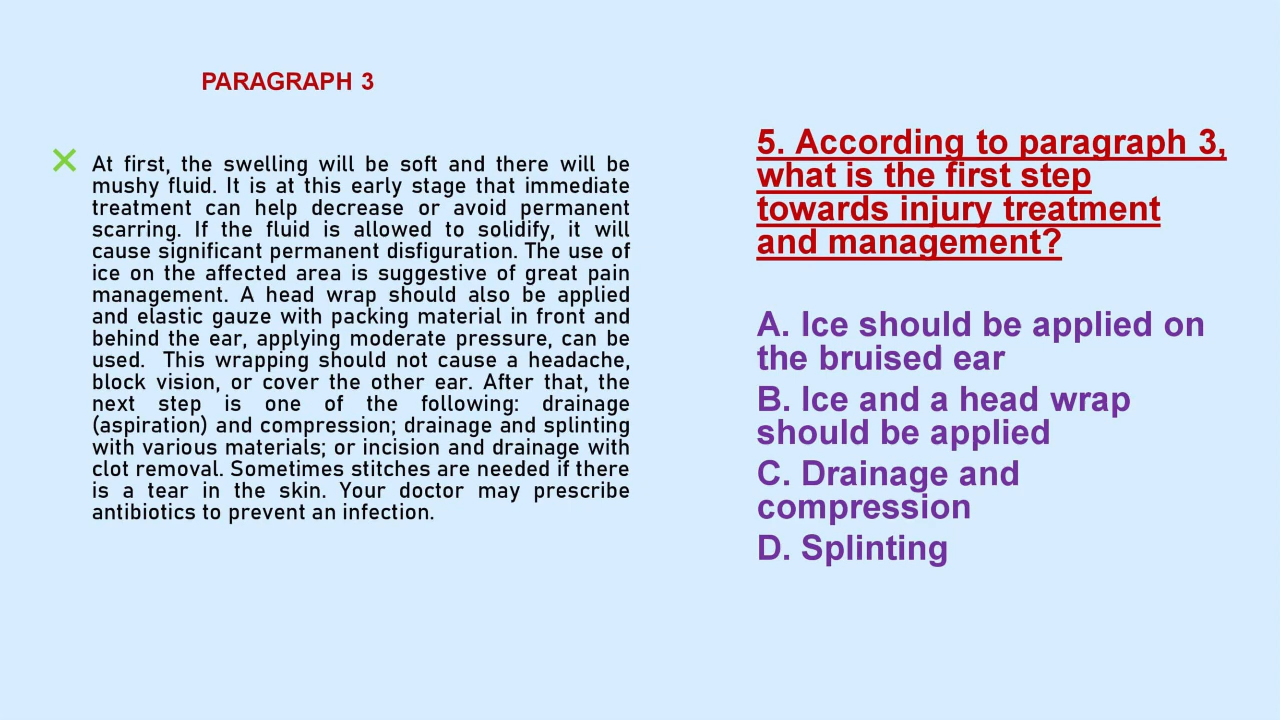 PARAGRAPH 3
At first, the swelling will be soft and there will be
mushy fluid. It is at this early stage that immediate
treatment can help decrease or avoid permanent
scarring. If the fluid is allowed to solidify, it will
cause significant permanent disfiguration. The use of
ice on the affected area is suggestive of great pain
management. A head wrap should also be applied
and elastic gauze with packing material in front and
behind the ear, applying moderate pressure, can be
used. This wrapping should not cause a headache,
block vision, or cover the other ear. After that, the
next step is one of the following: drainage
(aspiration) and compression; drainage and splinting
with various materials; or incision and drainage with
clot removal. Sometimes stitches are needed if there
is a tear in the skin. Your doctor may prescribe
antibiotics to prevent an infection.
5. According to paragraph 3,
what is the first step
towards injury treatment
and management?
A. Ice should be applied on
the bruised ear
B. Ice and a head wrap
should be applied
C. Drainage and
compression
D. Splinting